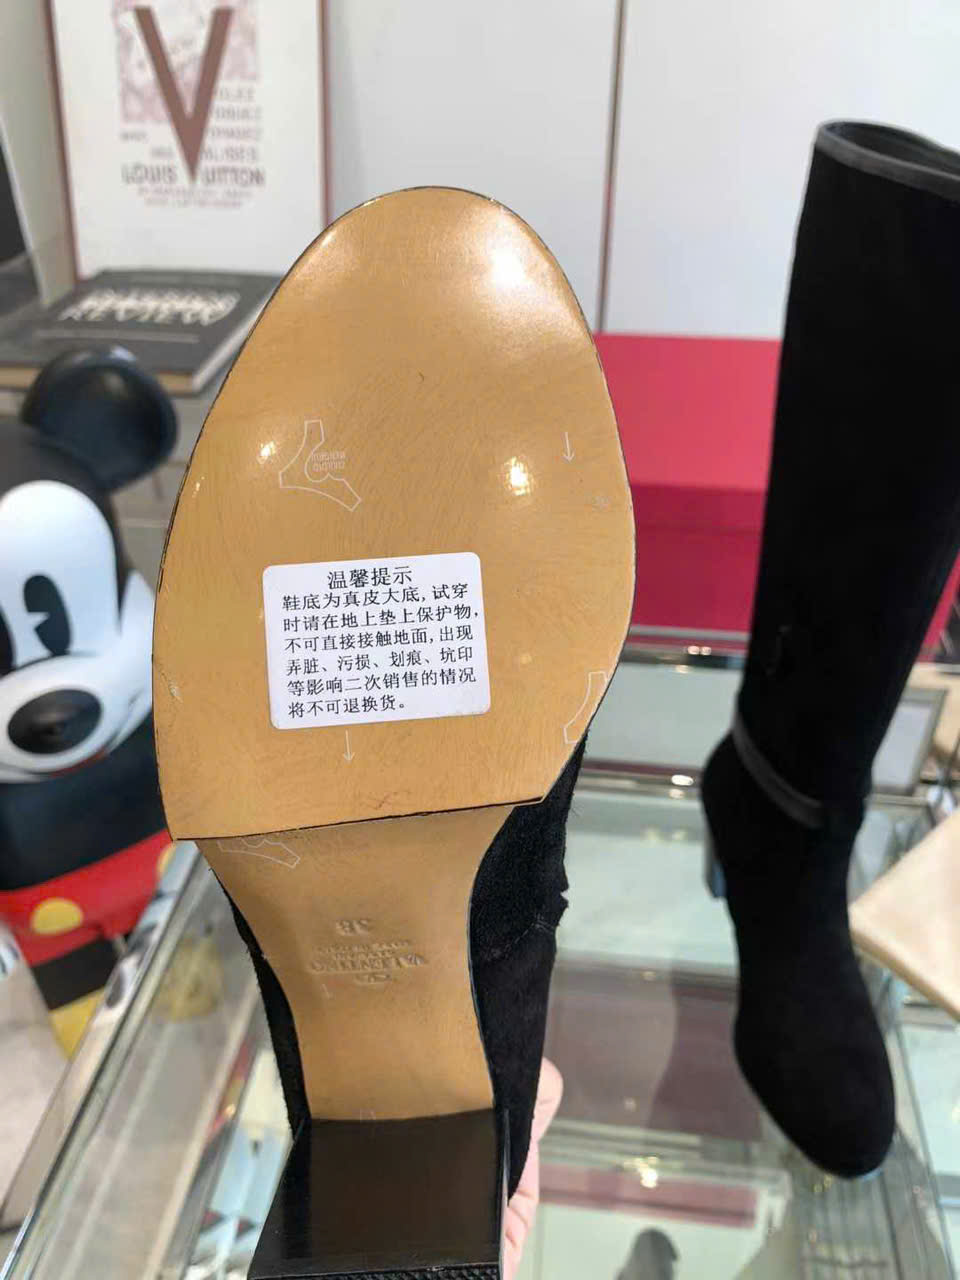 V
LOUIS VUITTON
REVIEW
温馨提示
鞋底为真皮大底, 试穿
时请在地上垫上保护物,
不可直接接触地面, 出现
弄脏、污损、划痕、坑印
等影响二次销售的情况
将不可退换货。
38
VALENTINO